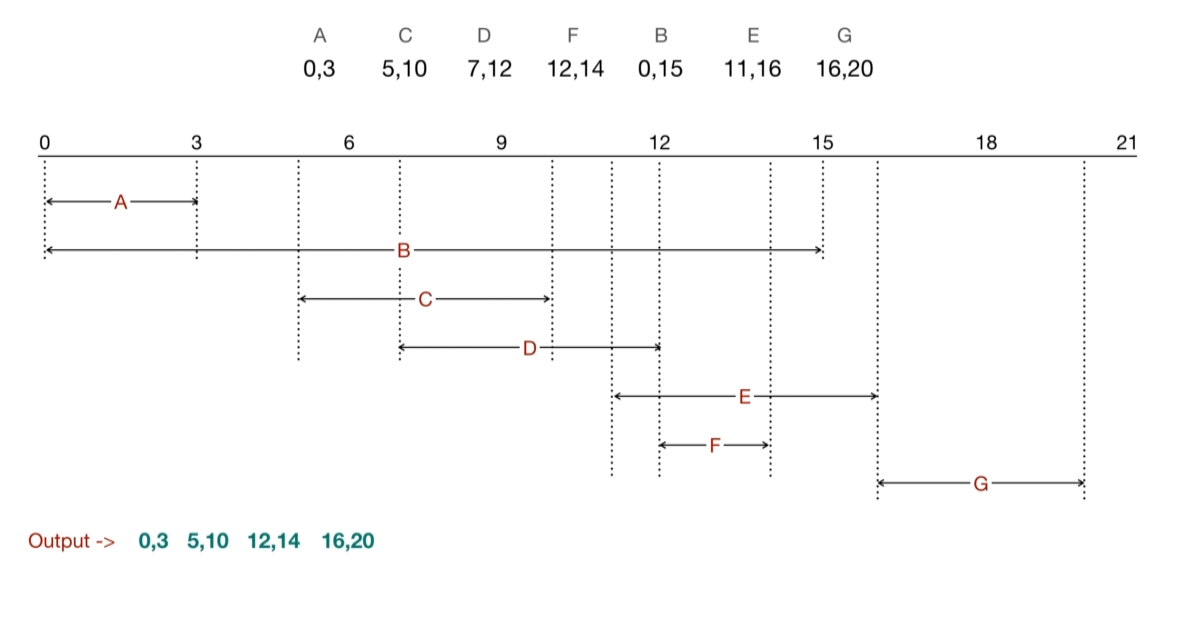 A C D F B E G
0,3 5,10 7,12 12,14 0,15 11,16 16,20
0 3 6 9 12 15 18 21
A
B
C
D
E
F
G
Output -> 0,3 5,10 12,14 16,20